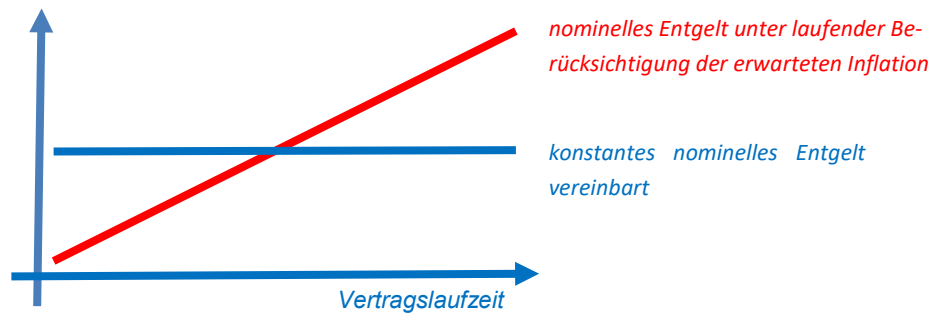 nominelles Entgelt unter laufender Be-
rücksichtigung der erwarteten Inflation
konstantes nominelles Entgelt
vereinbart
Vertragslaufzeit